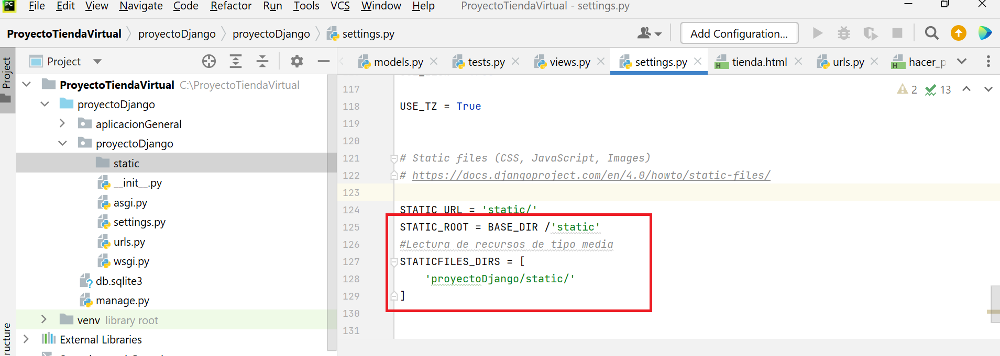 PC File Edit View Navigate Code Refactor Run Tools VCS Window Help ProyectoTiendaVirtual - settings.py
ProyectoTiendaVirtual proyectoDjango proyectoDjango settings.py Add Configuration...
Project
Project
models.py tests.py views.py settings.py tienda.html urls.py hacer_p
ProyectoTiendaVirtual C:\ProyectoTiendaVirtual
proyectoDjango
aplicacionGeneral
proyectoDjango
static
__init__.py
asgi.py
settings.py
urls.py
wsgi.py
db.sqlite3
manage.py
venv library root
External Libraries
ructure
2 13
117
118 USE_TZ = True
119
120
121 # Static files (CSS, JavaScript, Images)
122 # https://docs.djangoproject.com/en/4.0/howto/static-files/
123
124 STATIC_URL = 'static/'
125 STATIC_ROOT = BASE_DIR /'static'
126 #Lectura de recursos de tipo media
127 STATICFILES_DIRS = [
128 'proyectoDjango/static/'
129 ]
130
131